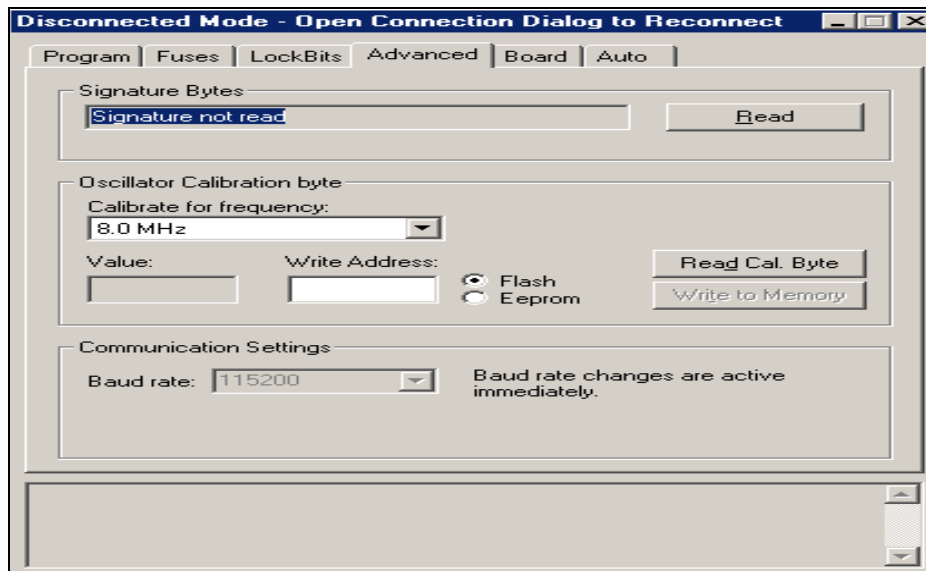 Disconnected Mode - Open Connection Dialog to Reconnect
Program Fuses LockBits Advanced Board Auto
Signature Bytes
Signature not read Read
Oscillator Calibration byte
Calibrate for frequency:
8.0 MHz
Value: Write Address:
Read Cal. Byte
Flash
Eeprom
Write to Memory
Communication Settings
Baud rate: 115200
Baud rate changes are active
immediately.